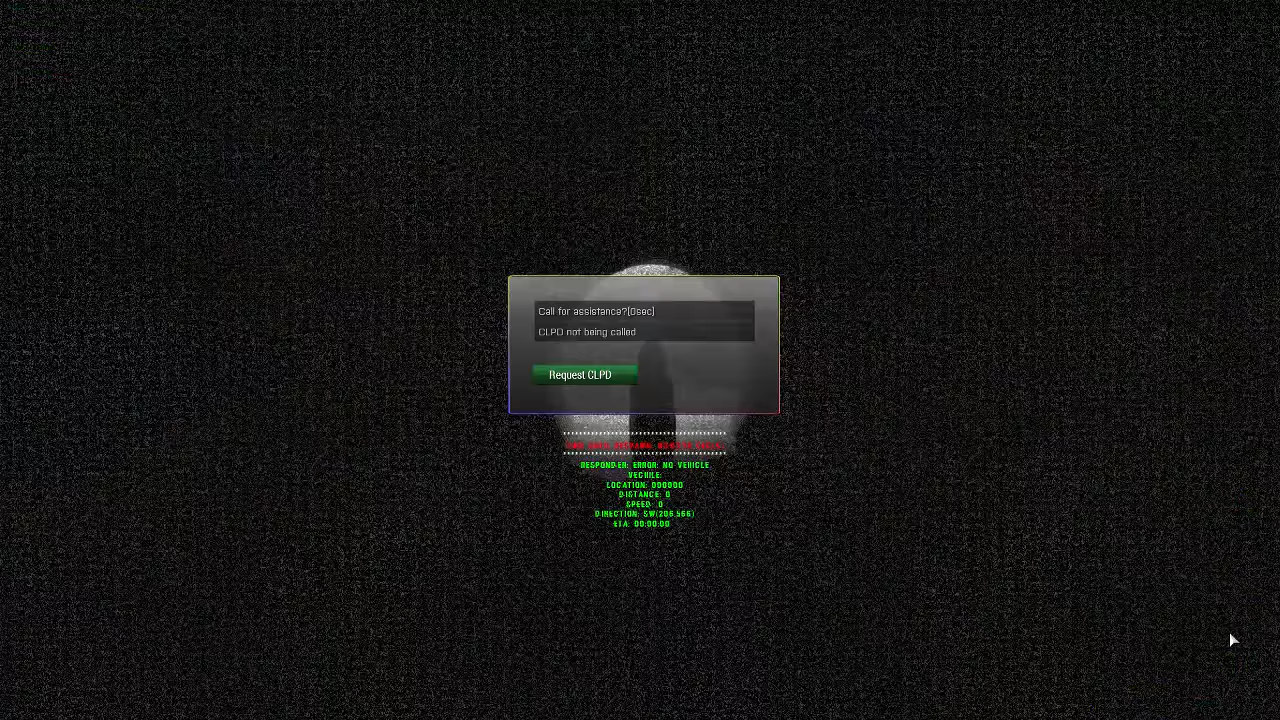 Call for assistance?(0sec)
CLPD not being called
Request CLPD
RESPONDER: ERROR: NO VEHICLE
VECHILE:
LOCATION: 000000
DISTANCE: 0
SPEED: 0
DIRECTION: SW(206.566)
ETA: 00:00:00